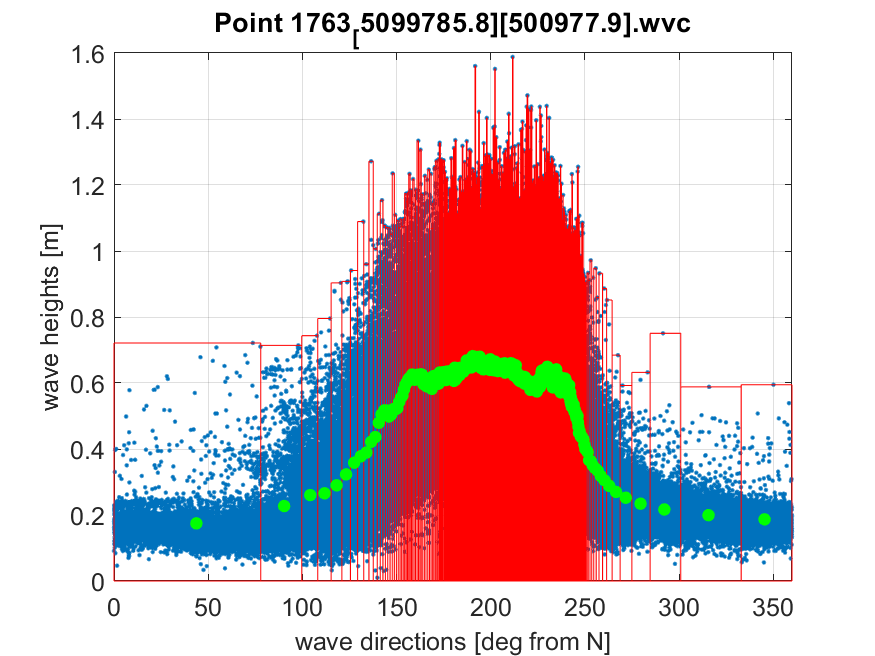 Point 1763[5099785.8][500977.9].wvc
1.6
1.4
1.2
1
0.8
0.6
0.4
0.2
0
wave heights [m]
0 50 100 150 200 250 300 350
wave directions [deg from N]